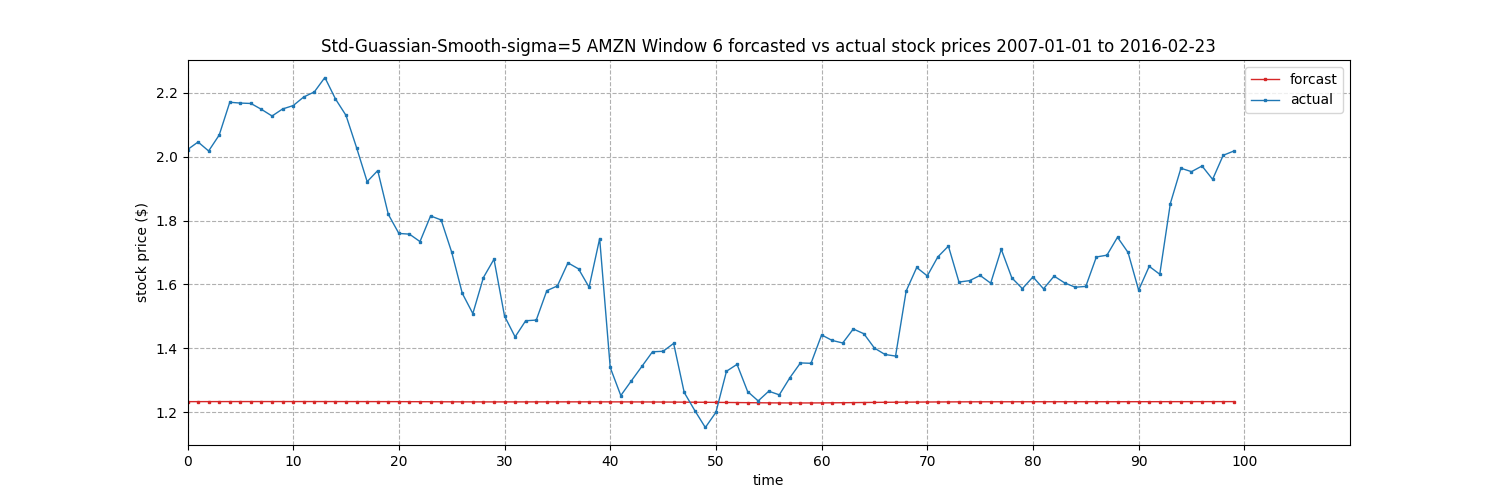 Std-Guassian-Smooth-sigma=5 AMZN Window 6 forcasted vs actual stock prices 2007-01-01 to 2016-02-23
forcast
actual
stock price ($)
2.2
2.0
1.8
1.6
1.4
1.2
0 10 20 30 40 50 60 70 80 90 100
time